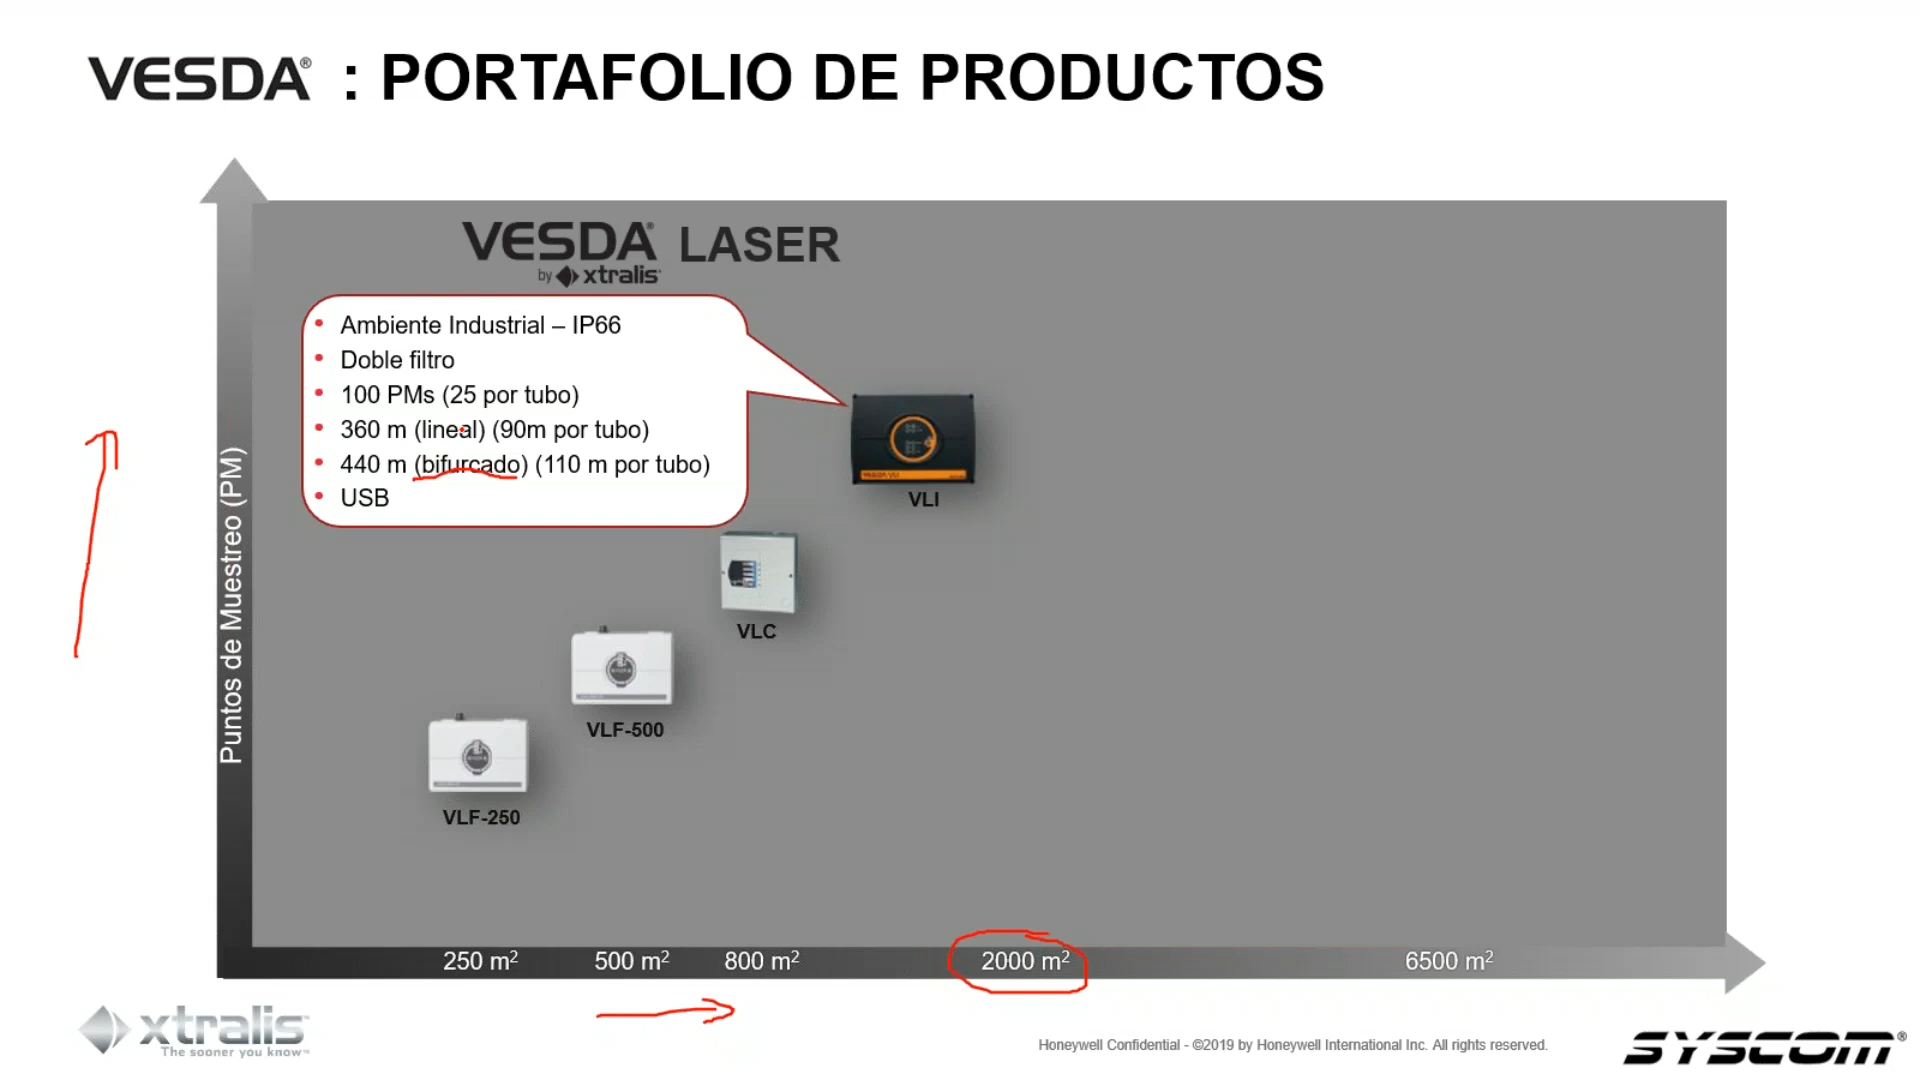 VESDA® : PORTAFOLIO DE PRODUCTOS
VESDA® LASER
by xtralis
• Ambiente Industrial – IP66
• Doble filtro
• 100 PMs (25 por tubo)
• 360 m (lineal) (90m por tubo)
• 440 m (bifurcado) (110 m por tubo)
• USB
VLI
VLC
VLF-500
VLF-250
Puntos de Muestreo (PM)
250 m² 500 m² 800 m² 2000 m² 6500 m²
xtralis
The sooner you know™
Honeywell Confidential - ©2019 by Honeywell International Inc. All rights reserved.
SYSCOM®